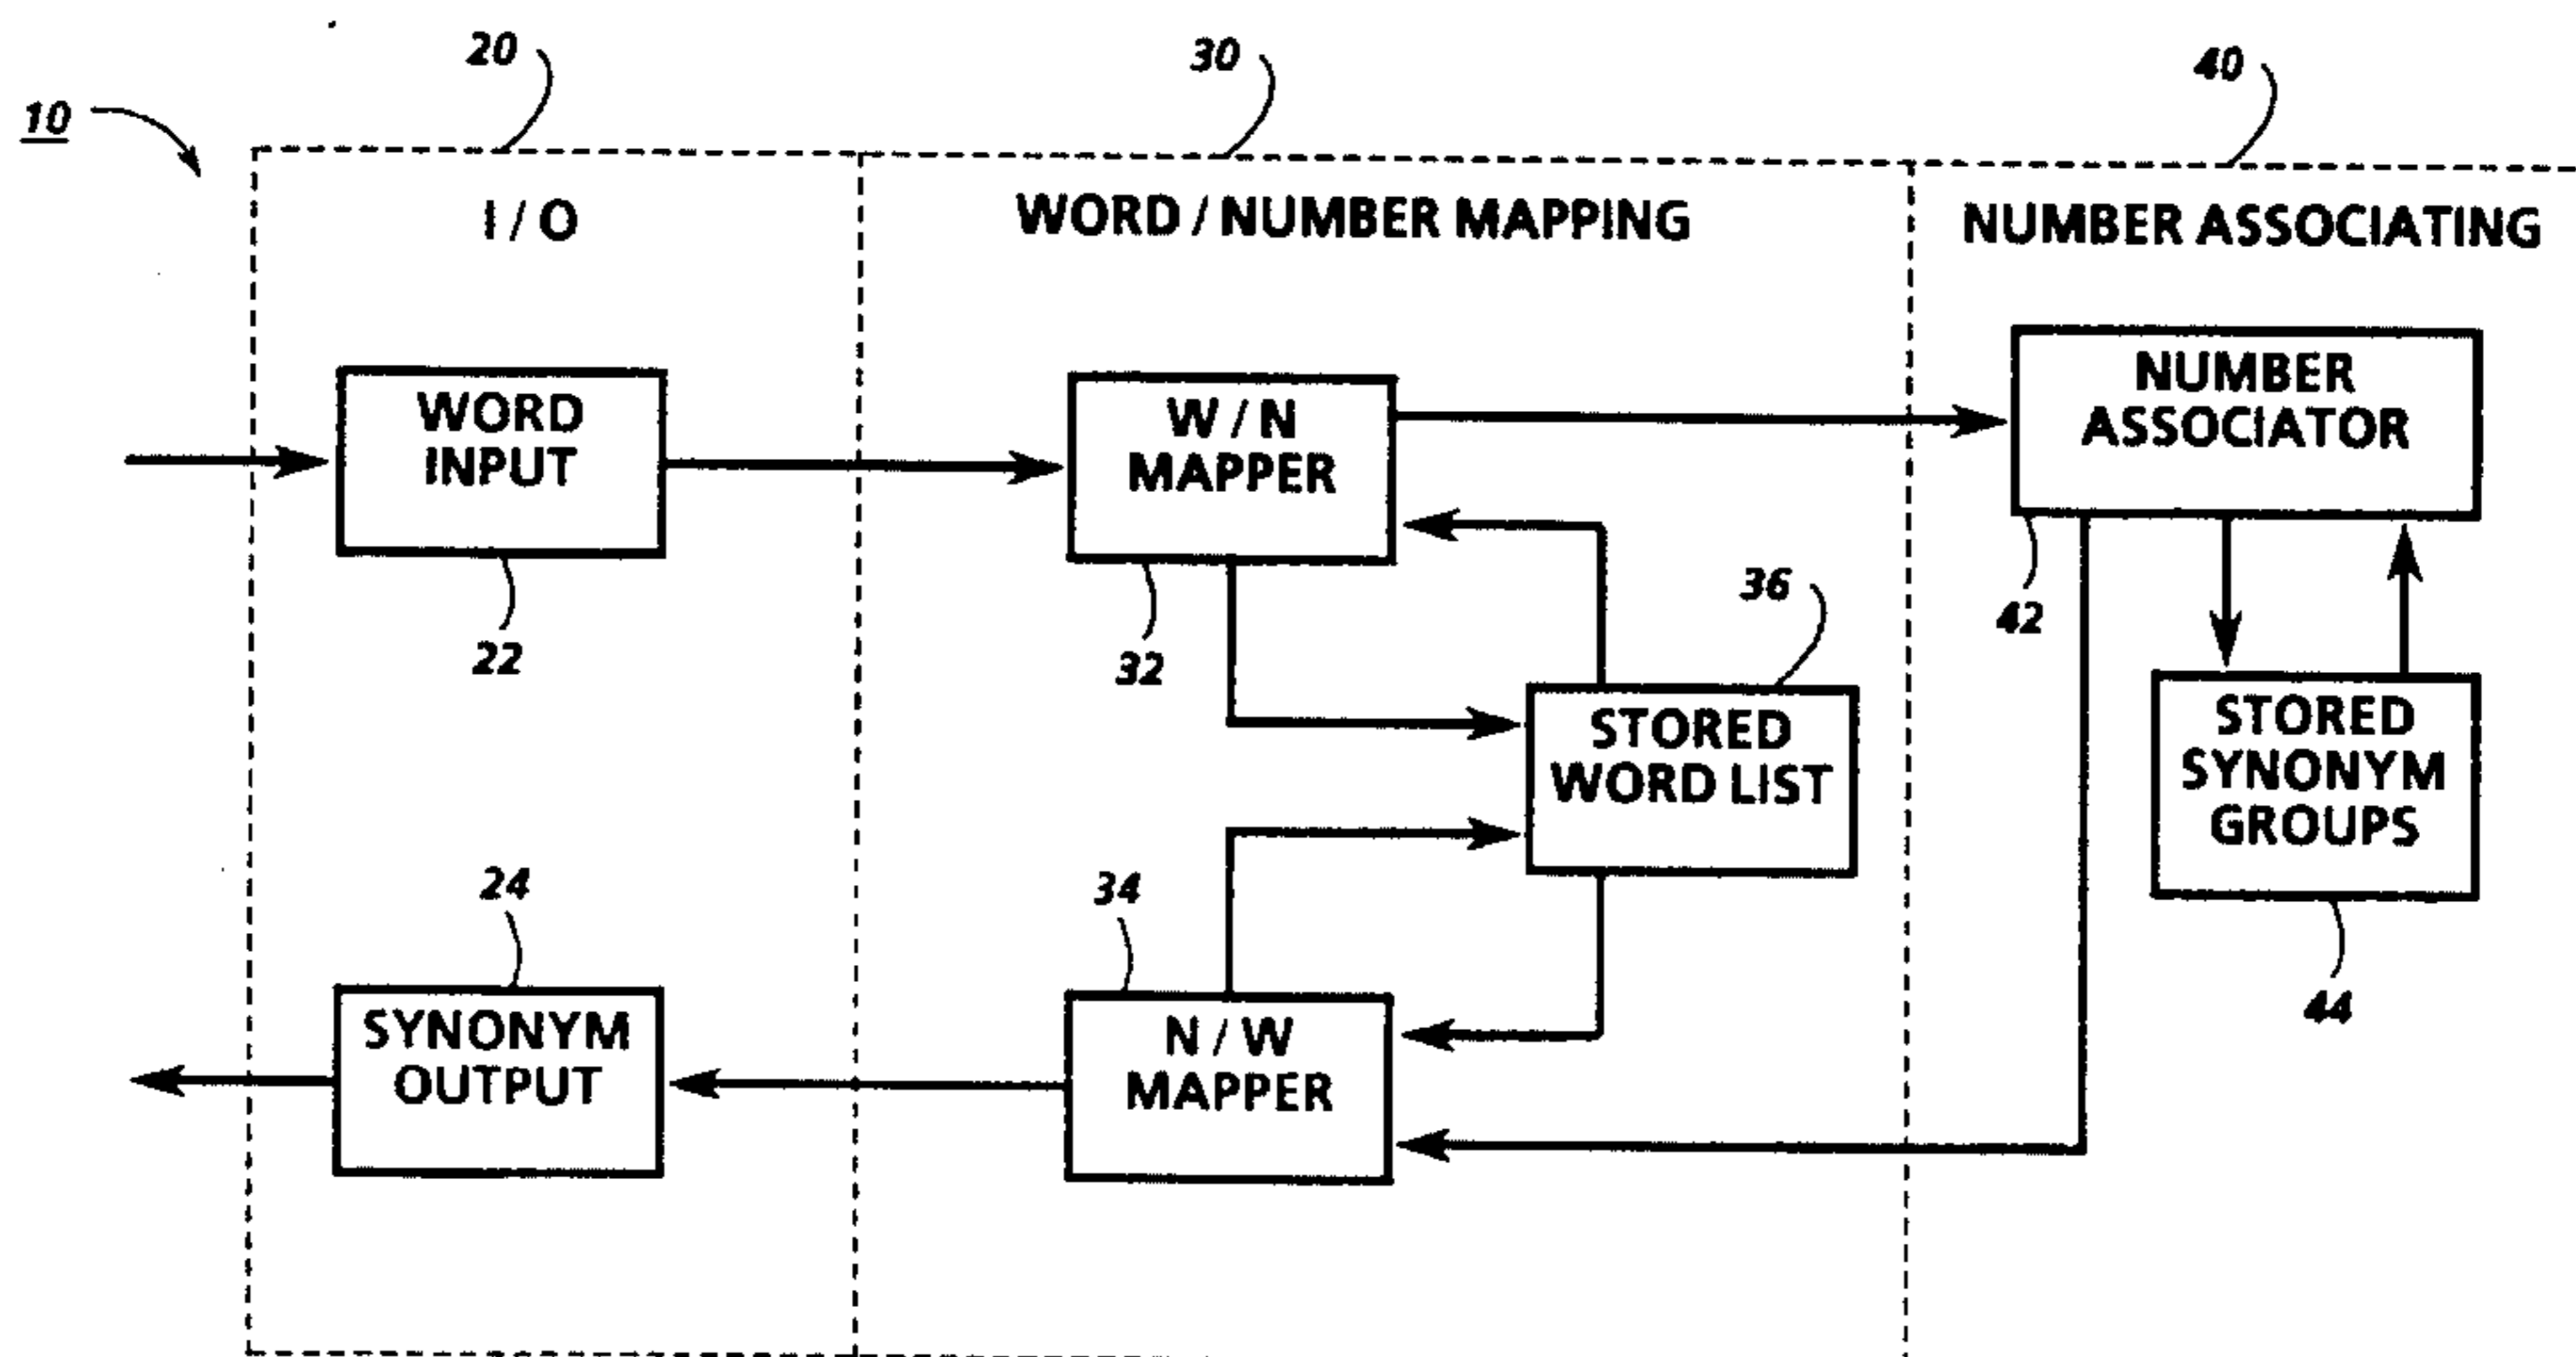 20
30
40
10
I / O
WORD / NUMBER MAPPING
NUMBER ASSOCIATING
WORD
INPUT
22
W / N
MAPPER
32
NUMBER
ASSOCIATOR
42
36
STORED
WORD LIST
STORED
SYNONYM
GROUPS
44
24
SYNONYM
OUTPUT
34
N / W
MAPPER